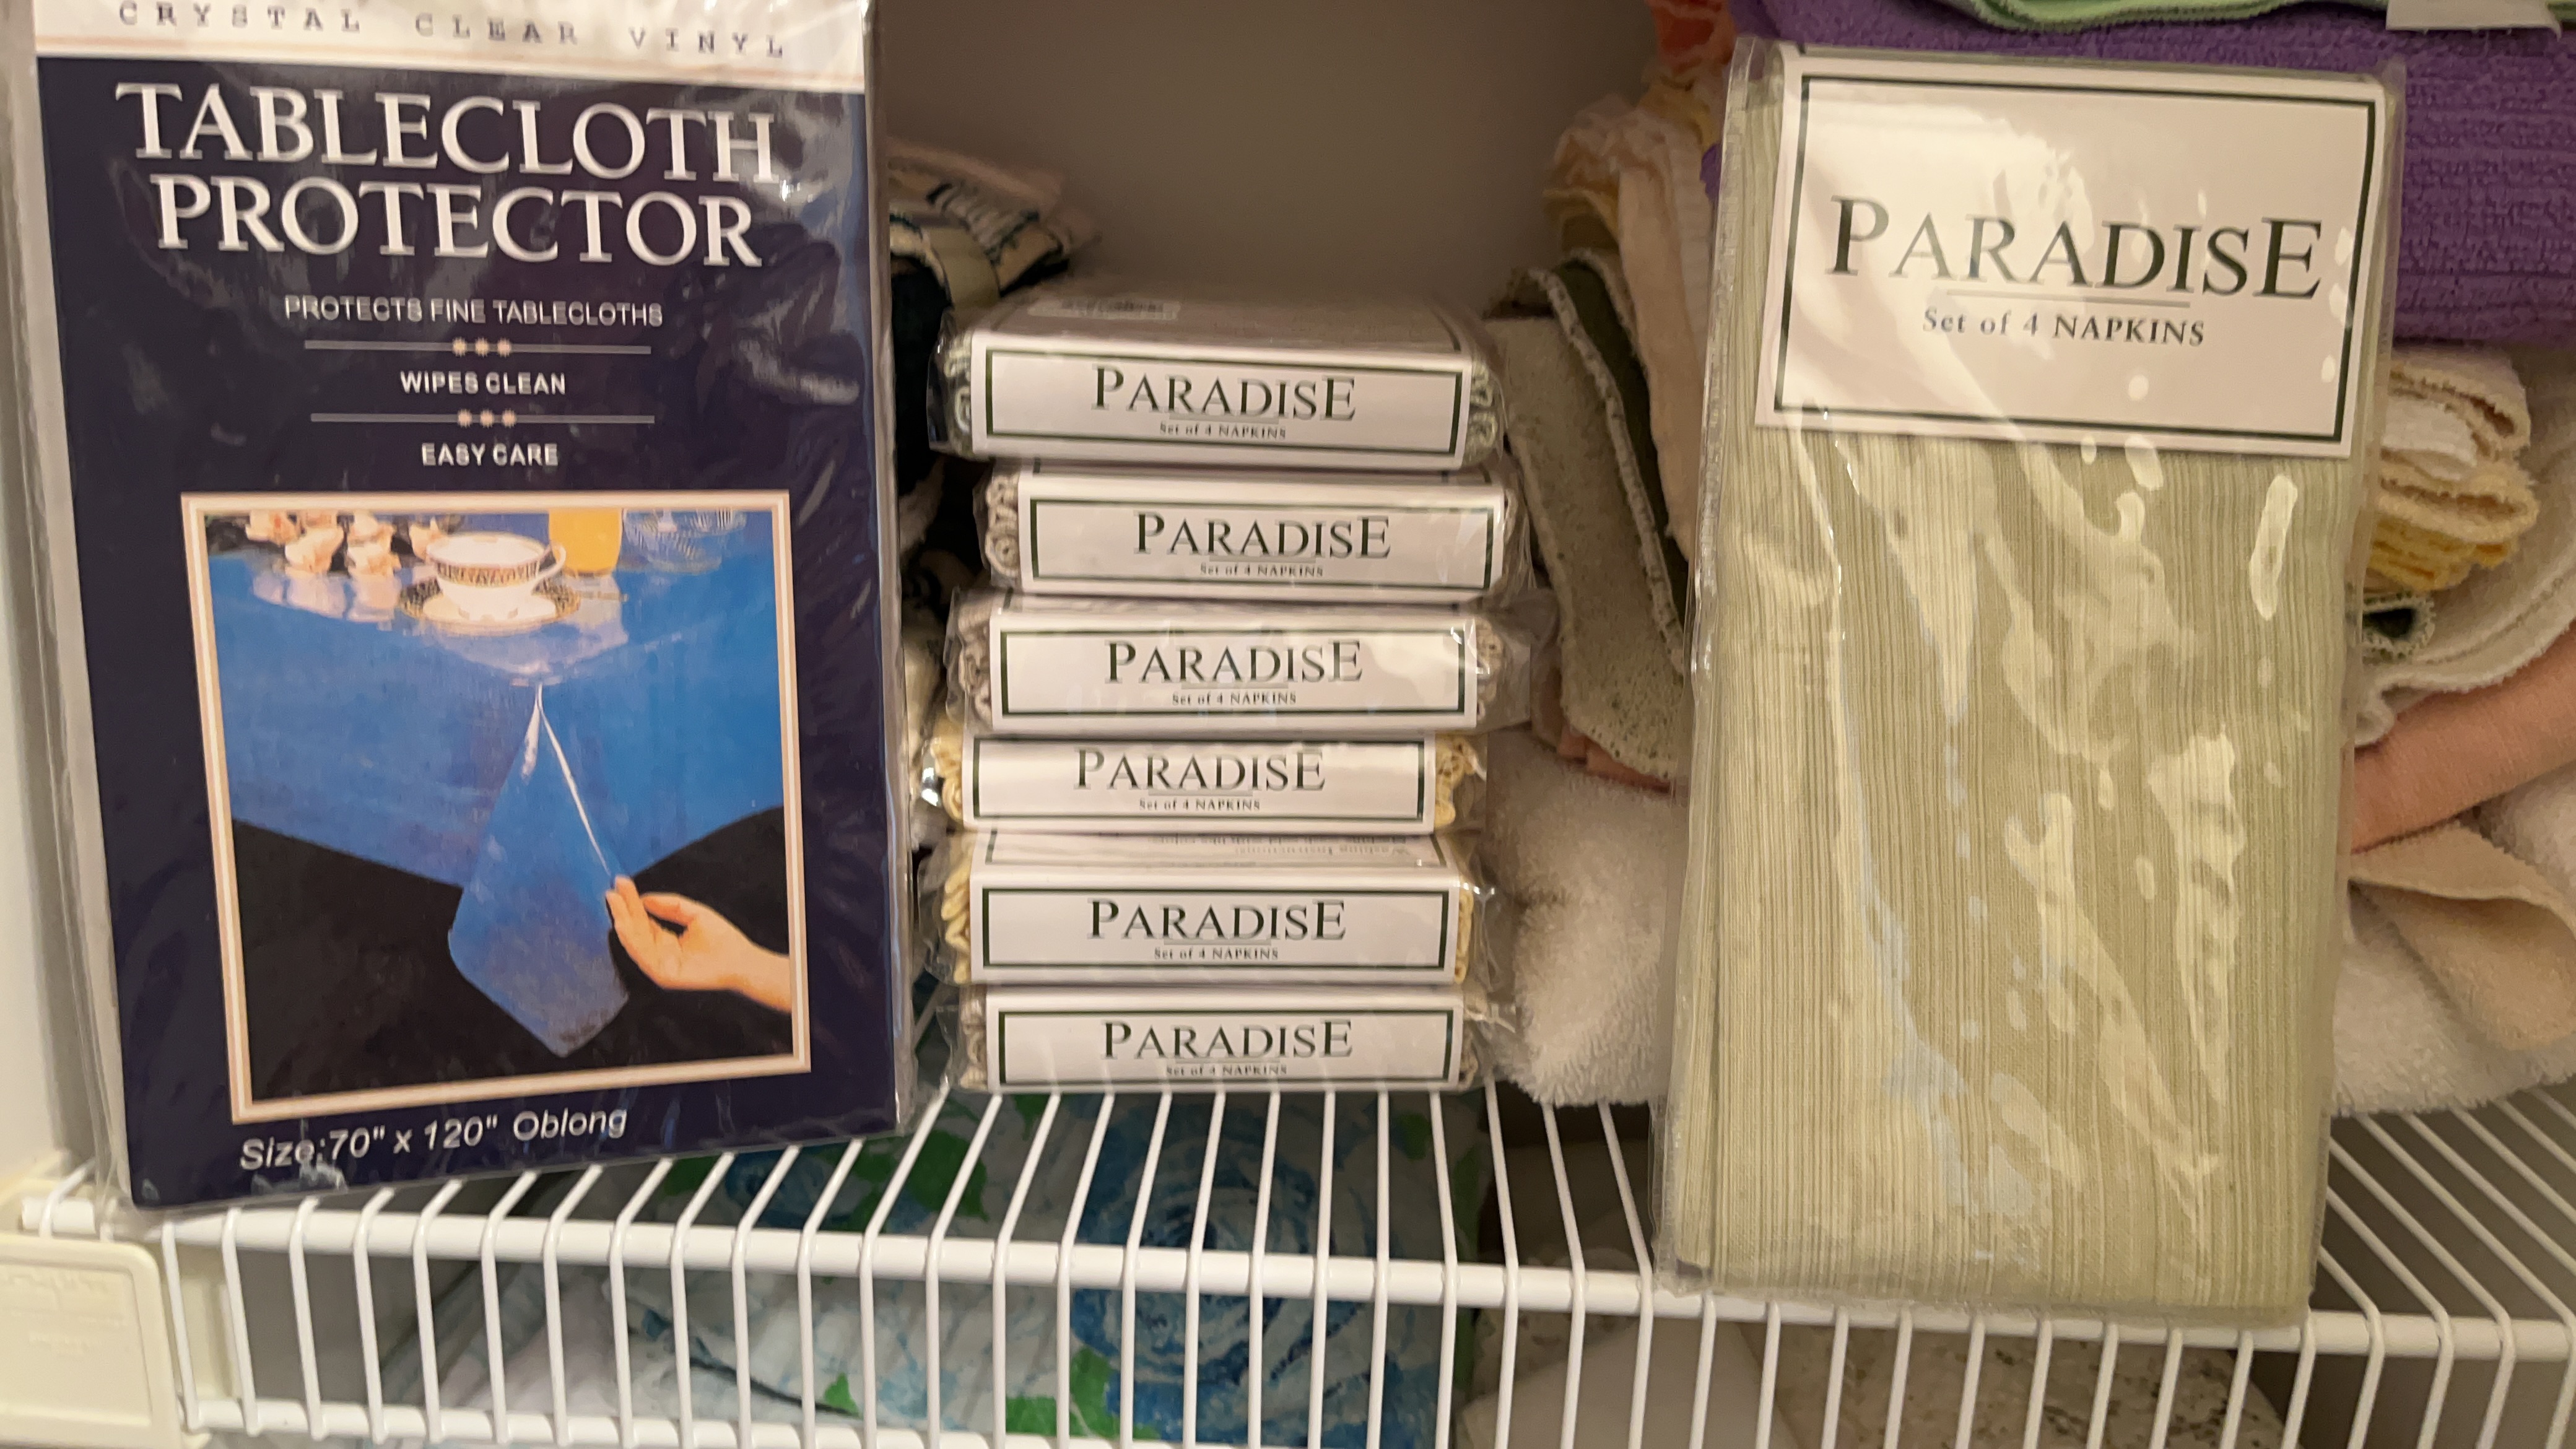 CRYSTAL CLEAR VINYL
TABLECLOTH
PROTECTOR
PROTECTS FINE TABLECLOTHS
WIPES CLEAN
EASY CARE
Size:70" x 120" Oblong
PARADISE
Set of 4 NAPKINS
PARADISE
Set of 4 NAPKINS
PARADISE
Set of 4 NAPKINS
PARADISE
Set of 4 NAPKINS
Washing Instructions:
PARADISE
Set of 4 NAPKINS
PARADISE
Set of 4 NAPKINS
PARADISE
Set of 4 NAPKINS